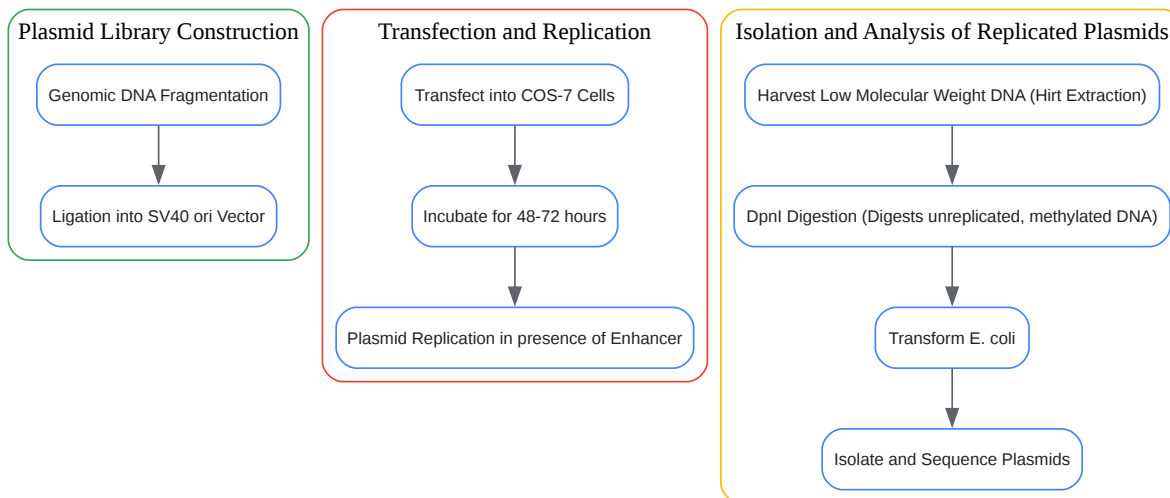 Plasmid Library Construction
Genomic DNA Fragmentation
Ligation into SV40 ori Vector
Transfection and Replication
Transfect into COS-7 Cells
Incubate for 48-72 hours
Plasmid Replication in presence of Enhancer
Isolation and Analysis of Replicated Plasmids
Harvest Low Molecular Weight DNA (Hirt Extraction)
DpnI Digestion (Digests unreplicated, methylated DNA)
Transform E. coli
Isolate and Sequence Plasmids